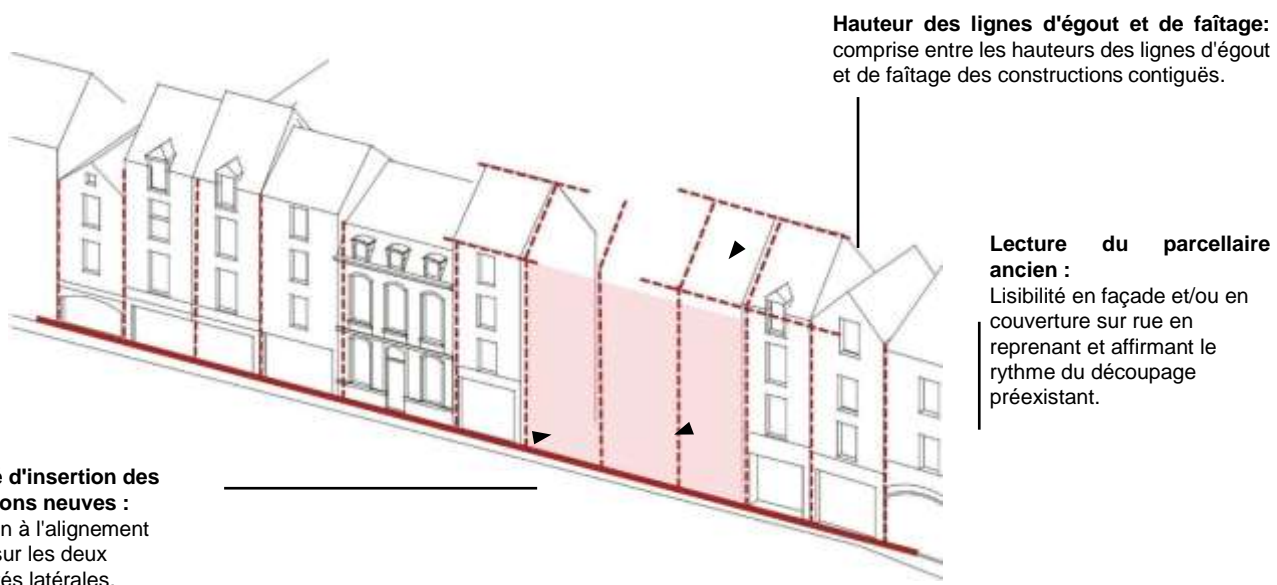 Hauteur des lignes d'égout et de faîtage:
comprise entre les hauteurs des lignes d'égout
et de faîtage des constructions contiguës.
Lecture du parcellaire
ancien :
Lisibilité en façade et/ou en
couverture sur rue en
reprenant et affirmant le
rythme du découpage
préexistant.
d'insertion des
neuves :
à l'alignement
sur les deux
latérales.